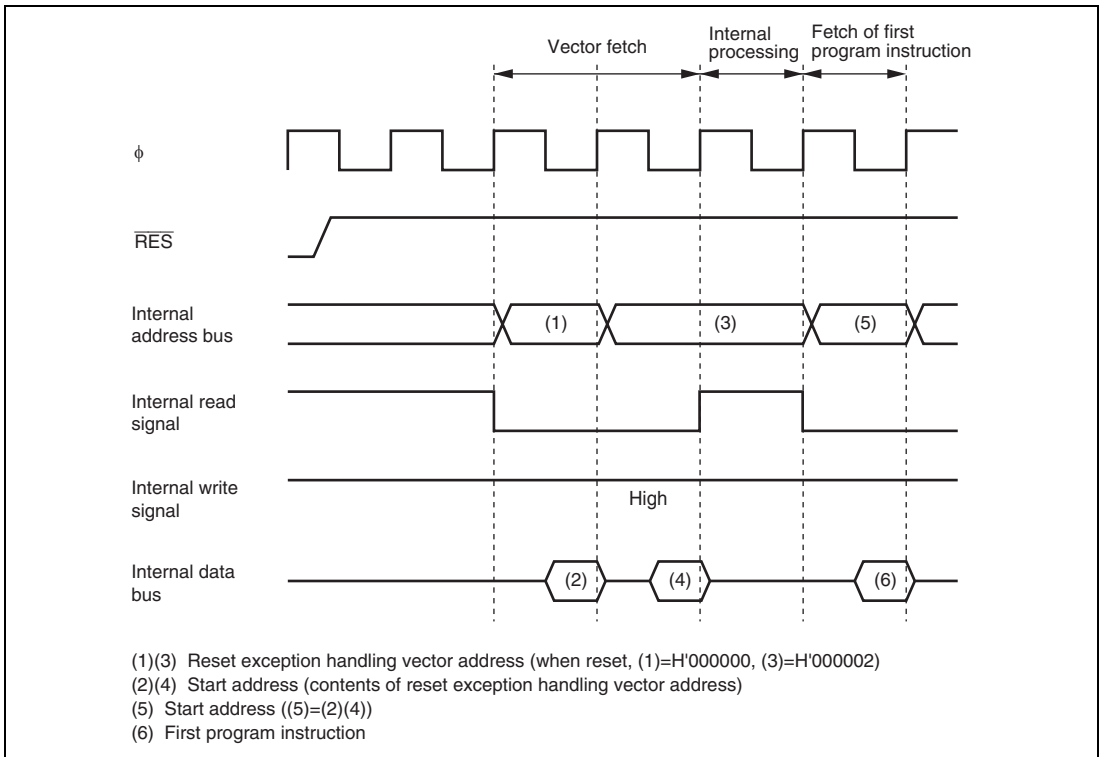 Vector fetch
Internal
processing
Fetch of first
program instruction
ϕ
RES
Internal
address bus
(1)
(3)
(5)
Internal read
signal
Internal write
signal
High
Internal data
bus
(2)
(4)
(6)
(1)(3) Reset exception handling vector address (when reset, (1)=H'000000, (3)=H'000002)
(2)(4) Start address (contents of reset exception handling vector address)
(5) Start address ((5)=(2)(4))
(6) First program instruction